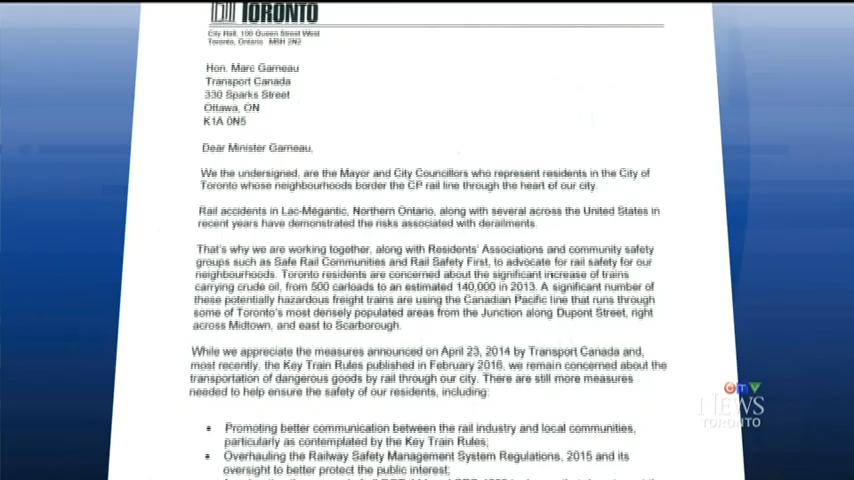 TORONTO
City Hall, 100 Queen Street West
Toronto, Ontario M5H 2N2
Hon. Marc Garneau
Transport Canada
330 Sparks Street
Ottawa, ON
K1A 0N5
Dear Minister Garneau,
We the undersigned, are the Mayor and City Councillors who represent residents in the City of
Toronto whose neighbourhoods border the CP rail line through the heart of our city.
Rail accidents in Lac-Mégantic, Northern Ontario, along with several across the United States in
recent years have demonstrated the risks associated with derailments.
That's why we are working together, along with Residents' Associations and community safety
groups such as Safe Rail Communities and Rail Safety First, to advocate for rail safety for our
neighbourhoods. Toronto residents are concerned about the significant increase of trains
carrying crude oil, from 500 carloads to an estimated 140,000 in 2013. A significant number of
these potentially hazardous freight trains are using the Canadian Pacific line that runs through
some of Toronto's most densely populated areas from the Junction along Dupont Street, right
across Midtown, and east to Scarborough.
While we appreciate the measures announced on April 23, 2014 by Transport Canada and,
most recently, the Key Train Rules published in February 2016, we remain concerned about the
transportation of dangerous goods by rail through our city. There are still more measures
needed to help ensure the safety of our residents, including:
• Promoting better communication between the rail industry and local communities,
particularly as contemplated by the Key Train Rules;
• Overhauling the Railway Safety Management System Regulations, 2015 and its
oversight to better protect the public interest;
CTV
NEWS
TORONTO